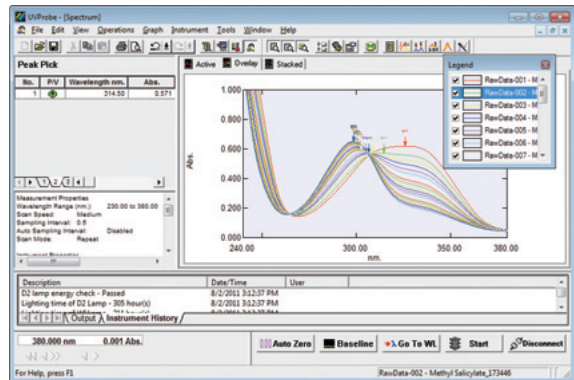 UVProbe - [Spectrum]
File Edit View Operations Graph Instrument Tools Window Help
Peak Pick
No. P/V Wavelength nm. Abs.
1 314.50 0.571
1 2 3
Measurement Properties
Wavelength Range (nm.): 230.00 to 380.00
Scan Speed: Medium
Sampling Interval: 0.5
Auto Sampling Interval: Disabled
Scan Mode: Repeat
Active Overlay Stacked
Legend
RawData-001 - M
RawData-002 - M
RawData-003 - M
RawData-004 - M
RawData-005 - M
RawData-006 - M
RawData-007 - M
1.000
0.800
0.600
0.400
0.200
0.000
Abs.
240.00 300.00 350.00 380.00
nm.
Description Date/Time User
D2 lamp energy check - Passed 8/2/2011 3:12:37 PM
Lighting time of D2 Lamp - 305 hour(s) 8/2/2011 3:12:37 PM
Output Instrument History
380.000 nm 0.001 Abs.
Auto Zero Baseline Go To WL Start Disconnect
For Help, press F1 RawData-002 - Methyl Salicylate_173446